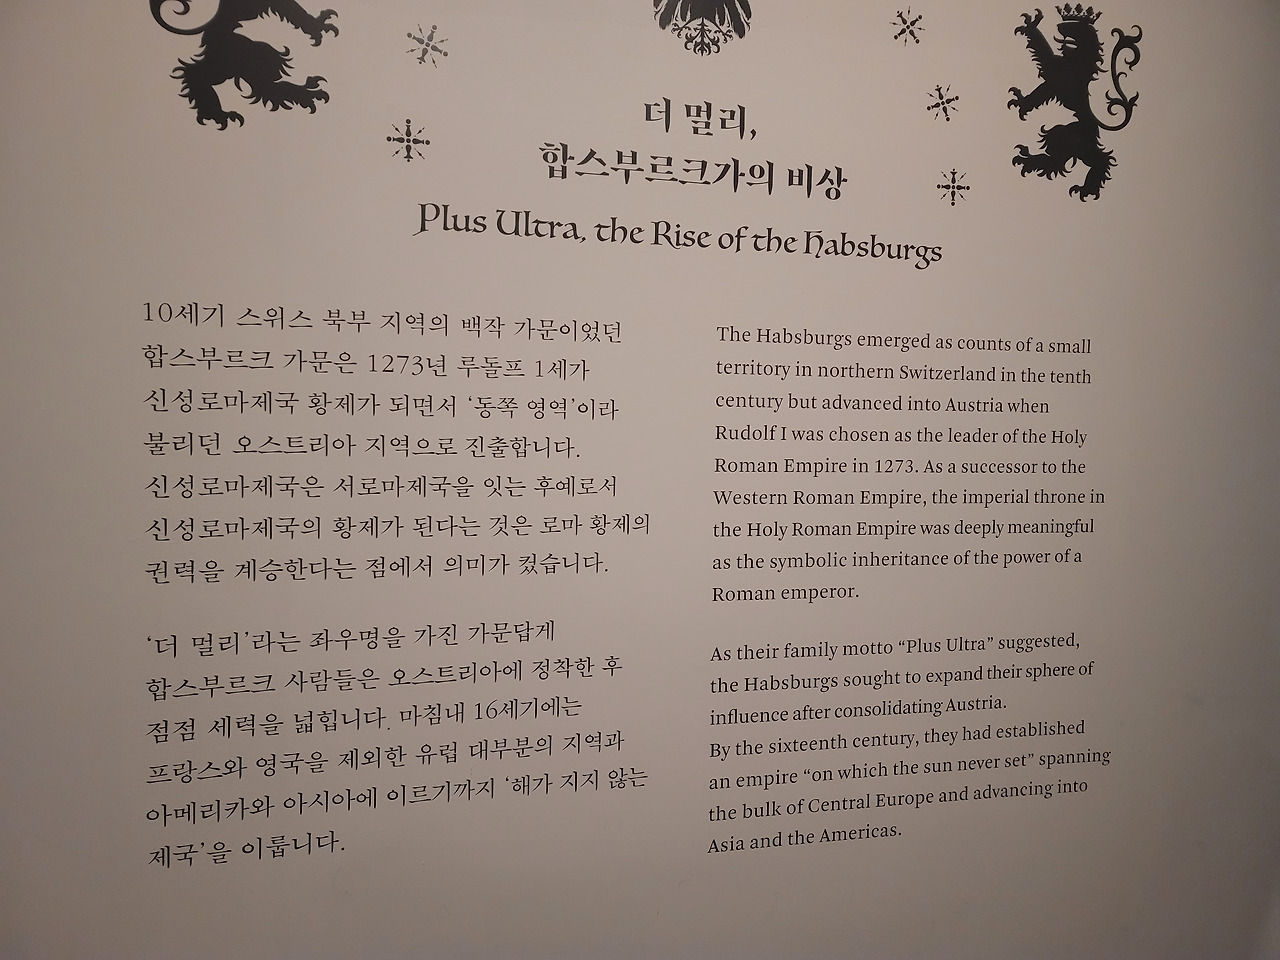 더 멀리,
합스부르크가의 비상
Plus Ultra, the Rise of the Habsburgs
10세기 스위스 북부 지역의 백작 가문이었던
합스부르크 가문은 1273년 루돌프 1세가
신성로마제국 황제가 되면서 ‘동쪽 영역’이라
불리던 오스트리아 지역으로 진출합니다.
신성로마제국은 서로마제국을 잇는 후예로서
신성로마제국의 황제가 된다는 것은 로마 황제의
권력을 계승한다는 점에서 의미가 컸습니다.
‘더 멀리’라는 좌우명을 가진 가문답게
합스부르크 사람들은 오스트리아에 정착한 후
점점 세력을 넓힙니다. 마침내 16세기에는
프랑스와 영국을 제외한 유럽 대부분의 지역과
아메리카와 아시아에 이르기까지 ‘해가 지지 않는
제국’을 이룹니다.
The Habsburgs emerged as counts of a small
territory in northern Switzerland in the tenth
century but advanced into Austria when
Rudolf I was chosen as the leader of the Holy
Roman Empire in 1273. As a successor to the
Western Roman Empire, the imperial throne in
the Holy Roman Empire was deeply meaningful
as the symbolic inheritance of the power of a
Roman emperor.
As their family motto “Plus Ultra” suggested,
the Habsburgs sought to expand their sphere of
influence after consolidating Austria.
By the sixteenth century, they had established
an empire “on which the sun never set” spanning
the bulk of Central Europe and advancing into
Asia and the Americas.